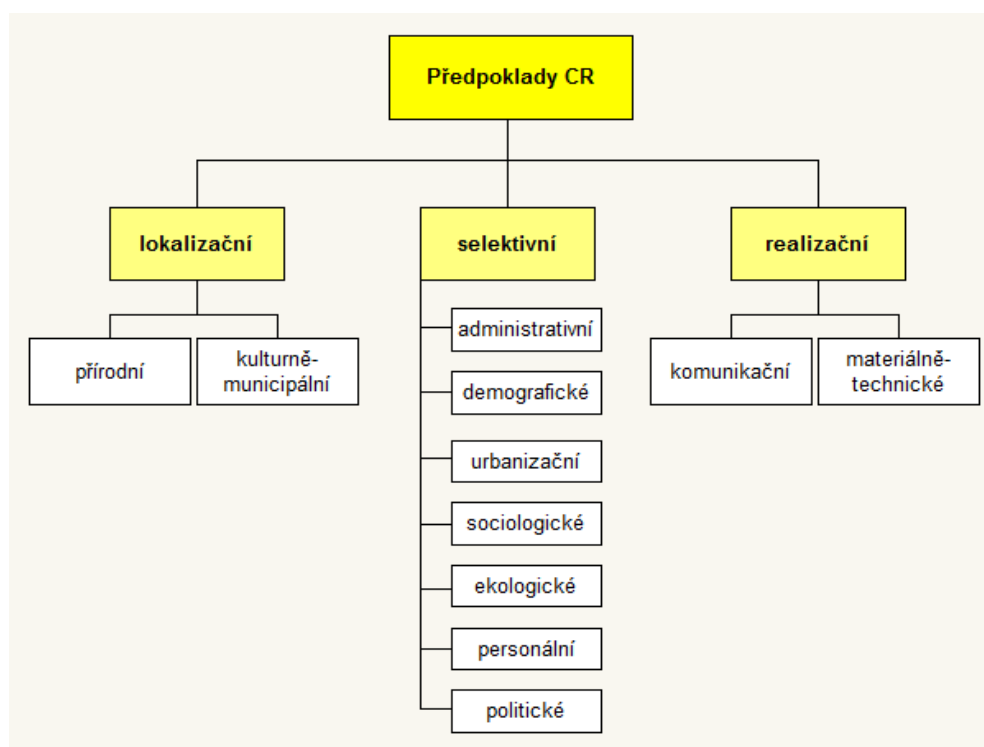 Předpoklady CR
lokalizační
selektivní
realizační
přírodní
kulturně-
municipální
administrativní
demografické
urbanizační
sociologické
ekologické
personální
politické
komunikační
materiálně-
technické